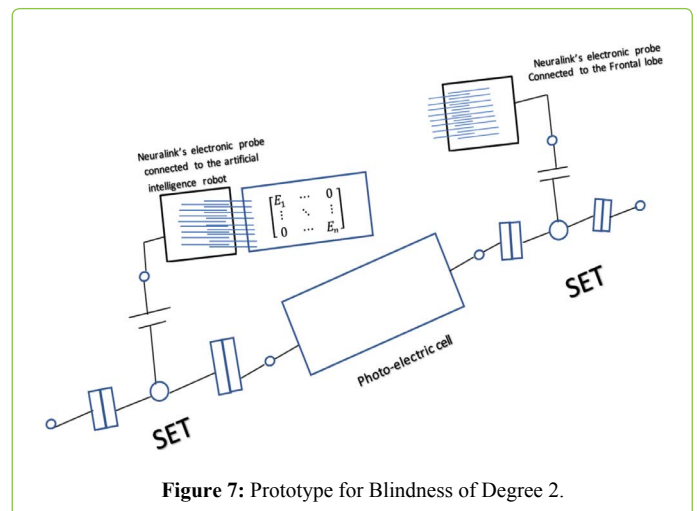 Neuralink's electronic probe
Connected to the Frontal lobe
Neuralink's electronic probe
connected to the artificial
intelligence robot
E₁ ⋯ 0
⋮ ⋱ ⋮
0 ⋯ Eₙ
SET
Photo-electric cell
SET
Figure 7: Prototype for Blindness of Degree 2.